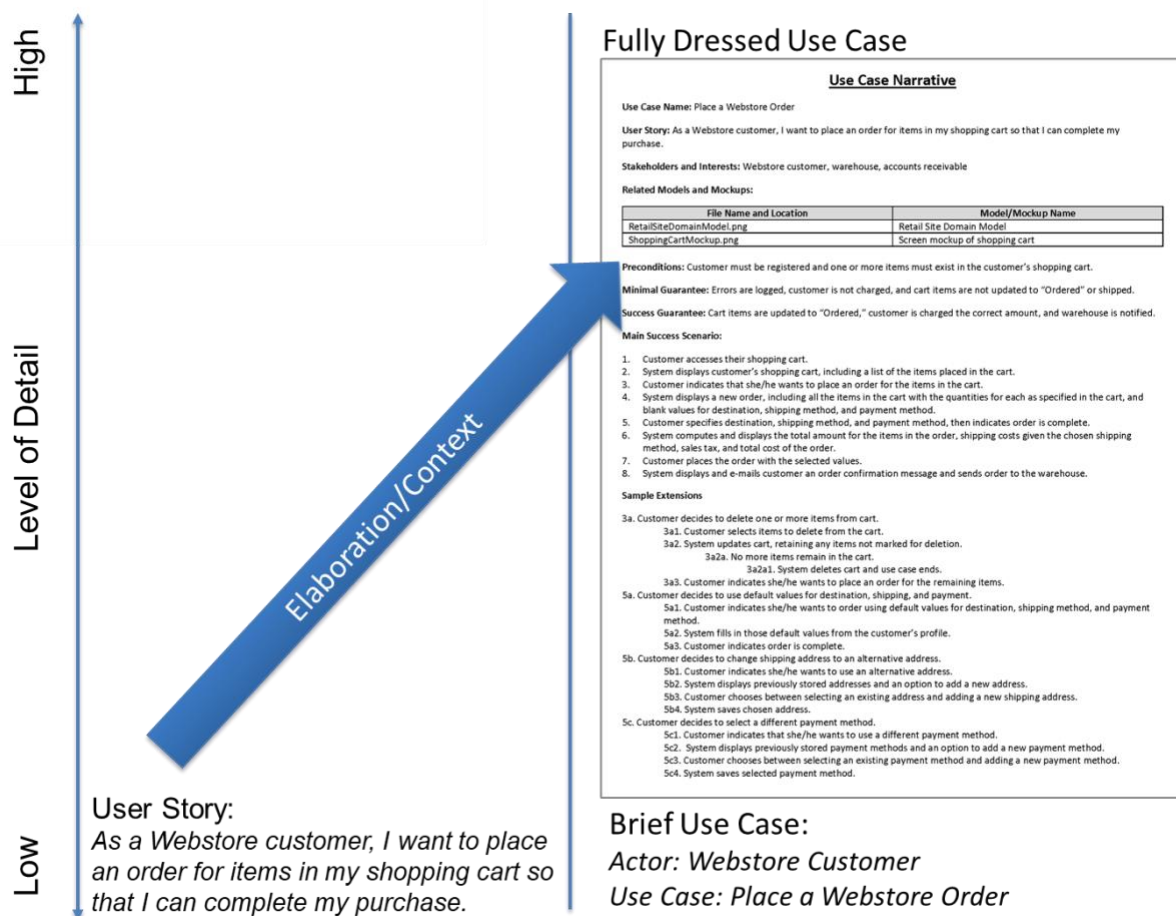 High
Level of Detail
Low
Elaboration/Context
User Story:
As a Webstore customer, I want to place
an order for items in my shopping cart so
that I can complete my purchase.
Fully Dressed Use Case
Use Case Narrative
Use Case Name: Place a Webstore Order
User Story: As a Webstore customer, I want to place an order for items in my shopping cart so that I can complete my
purchase.
Stakeholders and Interests: Webstore customer, warehouse, accounts receivable
Related Models and Mockups:
File Name and Location Model/Mockup Name
RetailSiteDomainModel.png Retail Site Domain Model
ShoppingCartMockup.png Screen mockup of shopping cart
Preconditions: Customer must be registered and one or more items must exist in the customer's shopping cart.
Minimal Guarantee: Errors are logged, customer is not charged, and cart items are not updated to "Ordered" or shipped.
Success Guarantee: Cart items are updated to "Ordered," customer is charged the correct amount, and warehouse is notified.
Main Success Scenario:
1. Customer accesses their shopping cart.
2. System displays customer's shopping cart, including a list of the items placed in the cart.
3. Customer indicates that she/he wants to place an order for the items in the cart.
4. System displays a new order, including all the items in the cart with the quantities for each as specified in the cart, and
blank values for destination, shipping method, and payment method.
5. Customer specifies destination, shipping method, and payment method, then indicates order is complete.
6. System computes and displays the total amount for the items in the order, shipping costs given the chosen shipping
method, sales tax, and total cost of the order.
7. Customer places the order with the selected values.
8. System displays and e-mails customer an order confirmation message and sends order to the warehouse.
Sample Extensions
3a. Customer decides to delete one or more items from cart.
3a1. Customer selects items to delete from the cart.
3a2. System updates cart, retaining any items not marked for deletion.
3a2a. No more items remain in the cart.
3a2a1. System deletes cart and use case ends.
3a3. Customer indicates she/he wants to place an order for the remaining items.
5a. Customer decides to use default values for destination, shipping, and payment.
5a1. Customer indicates she/he wants to order using default values for destination, shipping method, and payment
method.
5a2. System fills in those default values from the customer's profile.
5a3. Customer indicates order is complete.
5b. Customer decides to change shipping address to an alternative address.
5b1. Customer indicates she/he wants to use an alternative address.
5b2. System displays previously stored addresses and an option to add a new address.
5b3. Customer chooses between selecting an existing address and adding a new shipping address.
5b4. System saves chosen address.
5c. Customer decides to select a different payment method.
5c1. Customer indicates that she/he wants to use a different payment method.
5c2. System displays previously stored payment methods and an option to add a new payment method.
5c3. Customer chooses between selecting an existing payment method and adding a new payment method.
5c4. System saves selected payment method.
Brief Use Case:
Actor: Webstore Customer
Use Case: Place a Webstore Order